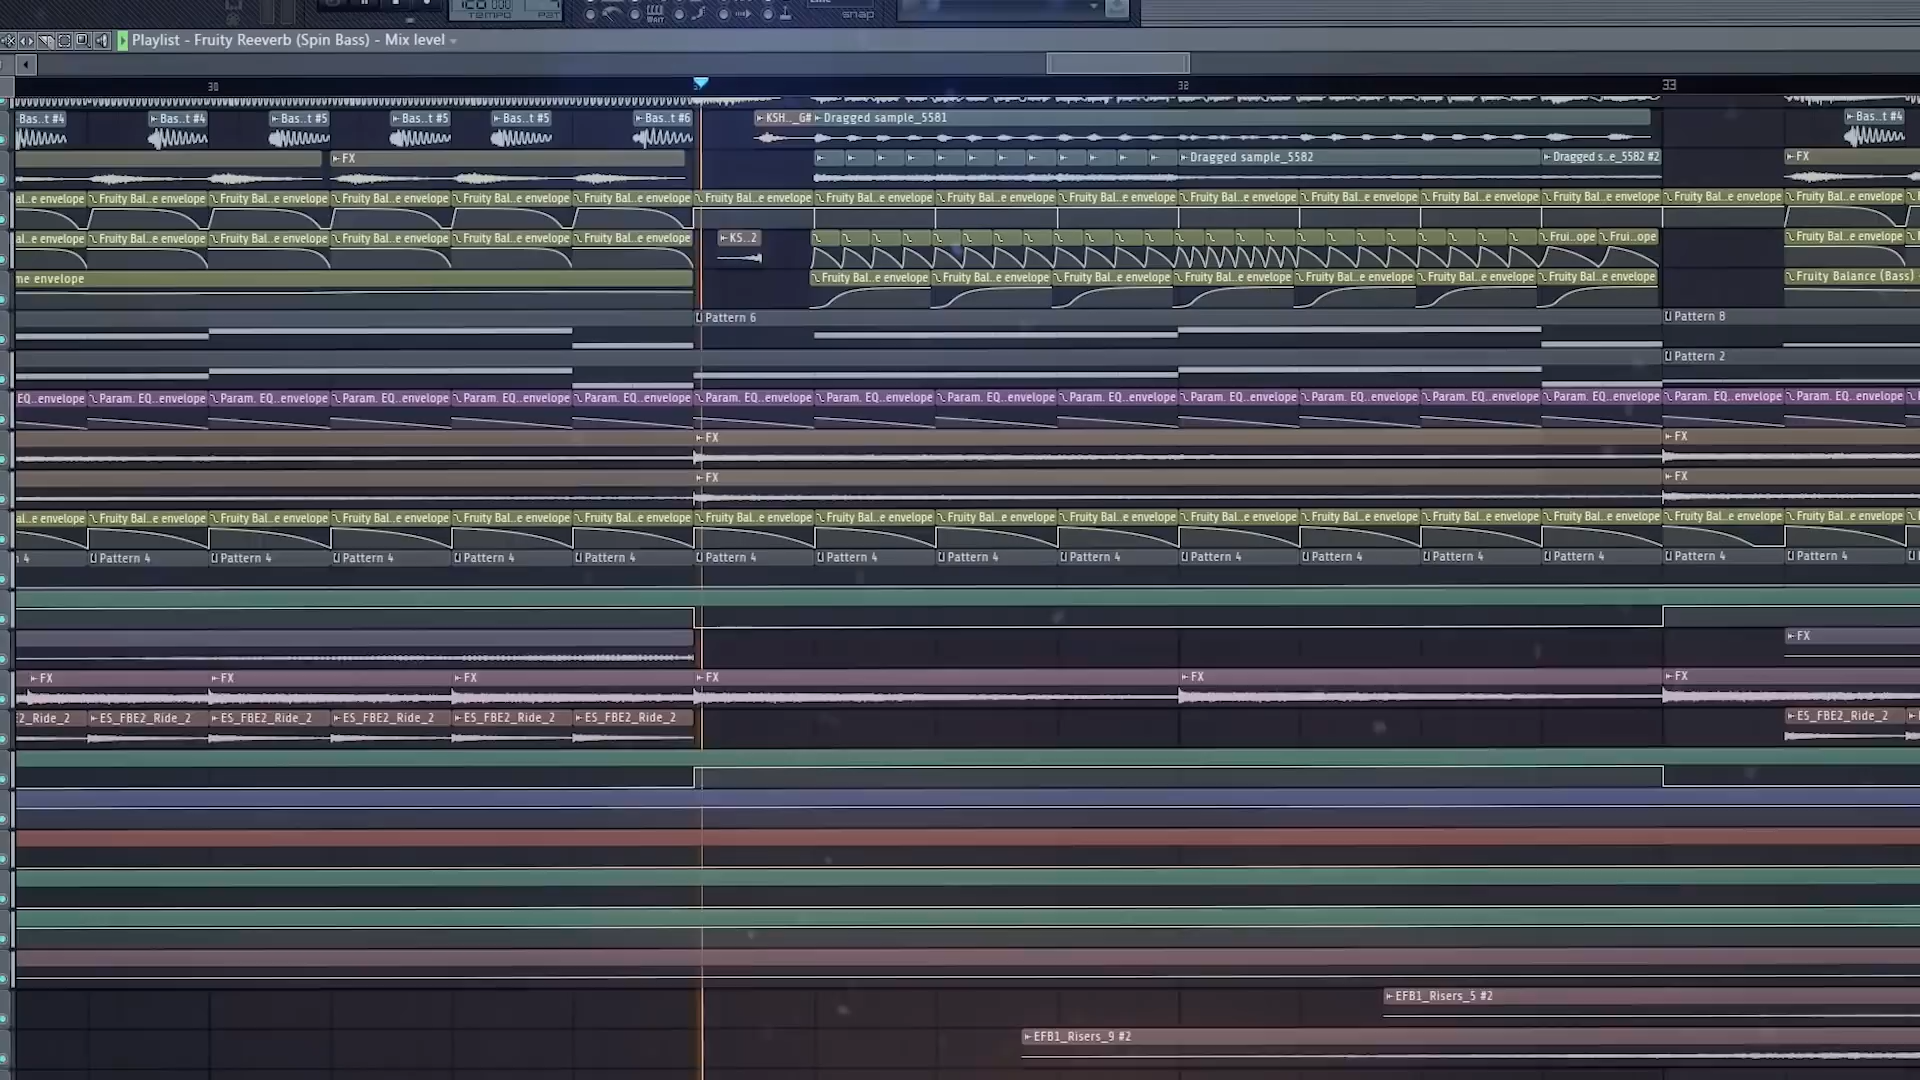 TEMPO PAT WAIT snap
Playlist - Fruity Reeverb (Spin Bass) - Mix level
30 32 33
Bas..t #4 Bas..t #4 Bas..t #5 Bas..t #5 Bas..t #5 Bas..t #6 KSH.._G# Dragged sample_5581 Bas..t #4
FX Dragged sample_5582 Dragged s..e_5582 #2 FX
al..e envelope Fruity Bal..e envelope Fruity Bal..e envelope Fruity Bal..e envelope Fruity Bal..e envelope Fruity Bal..e envelope Fruity Bal..e envelope Fruity Bal..e envelope Fruity Bal..e envelope Fruity Bal..e envelope Fruity Bal..e envelope Fruity Bal..e envelope Fruity Bal..e envelope Fruity Bal..e envelope Fruity Bal..e envelope Fruity Bal..e envelope
al..e envelope Fruity Bal..e envelope Fruity Bal..e envelope Fruity Bal..e envelope Fruity Bal..e envelope Fruity Bal..e envelope KS..2 Frui..ope Frui..ope Fruity Bal..e envelope
me envelope Fruity Bal..e envelope Fruity Bal..e envelope Fruity Bal..e envelope Fruity Bal..e envelope Fruity Bal..e envelope Fruity Bal..e envelope Fruity Bal..e envelope Fruity Balance (Bass)
Pattern 6 Pattern 8
Pattern 2
EQ..envelope Param. EQ..envelope Param. EQ..envelope Param. EQ..envelope Param. EQ..envelope Param. EQ..envelope Param. EQ..envelope Param. EQ..envelope Param. EQ..envelope Param. EQ..envelope Param. EQ..envelope Param. EQ..envelope Param. EQ..envelope Param. EQ..envelope Param. EQ..envelope Param. EQ..envelope
FX FX
FX FX
al..e envelope Fruity Bal..e envelope Fruity Bal..e envelope Fruity Bal..e envelope Fruity Bal..e envelope Fruity Bal..e envelope Fruity Bal..e envelope Fruity Bal..e envelope Fruity Bal..e envelope Fruity Bal..e envelope Fruity Bal..e envelope Fruity Bal..e envelope Fruity Bal..e envelope Fruity Bal..e envelope Fruity Bal..e envelope Fruity Bal..e envelope
4 Pattern 4 Pattern 4 Pattern 4 Pattern 4 Pattern 4 Pattern 4 Pattern 4 Pattern 4 Pattern 4 Pattern 4 Pattern 4 Pattern 4 Pattern 4 Pattern 4 Pattern 4
FX
FX FX FX FX FX FX
2_Ride_2 ES_FBE2_Ride_2 ES_FBE2_Ride_2 ES_FBE2_Ride_2 ES_FBE2_Ride_2 ES_FBE2_Ride_2 ES_FBE2_Ride_2
EFB1_Risers_5 #2
EFB1_Risers_9 #2